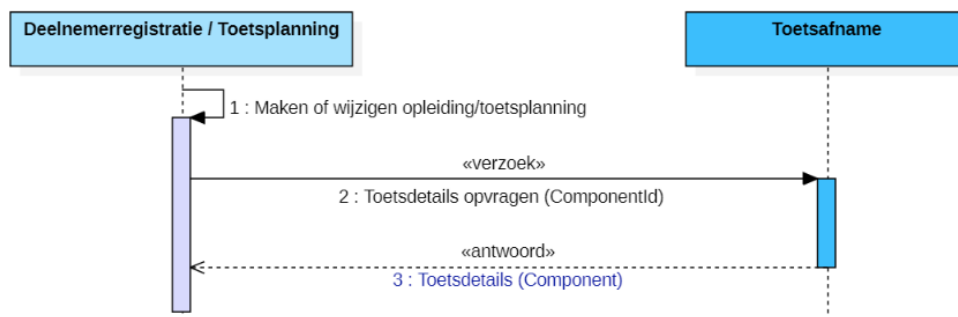 Deelnemerregistratie / Toetsplanning
Toetsafname
1 : Maken of wijzigen opleiding/toetsplanning
«verzoek»
2 : Toetsdetails opvragen (ComponentId)
«antwoord»
3 : Toetsdetails (Component)